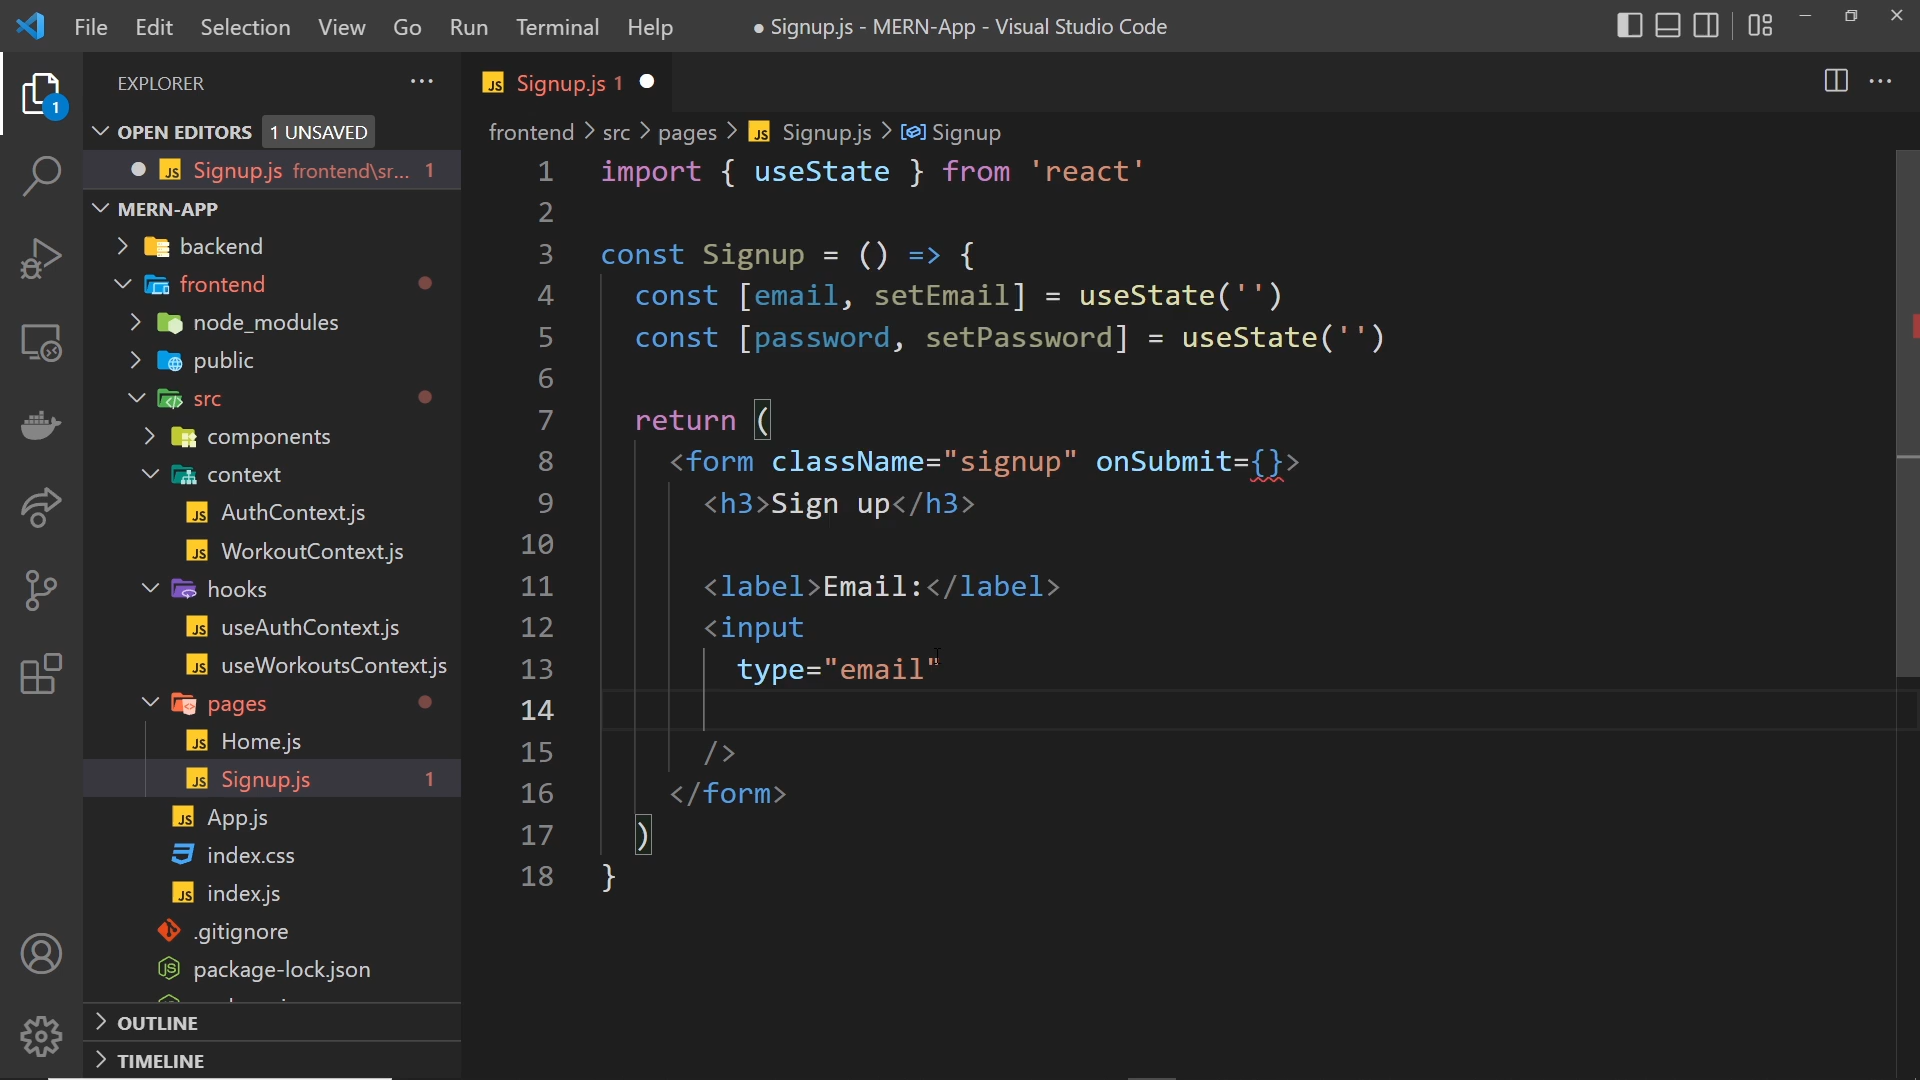 File Edit Selection View Go Run Terminal Help ● Signup.js - MERN-App - Visual Studio Code
EXPLORER
OPEN EDITORS 1 UNSAVED
Signup.js frontend\sr... 1
MERN-APP
backend
frontend
node_modules
public
src
components
context
AuthContext.js
WorkoutContext.js
hooks
useAuthContext.js
useWorkoutsContext.js
pages
Home.js
Signup.js 1
App.js
index.css
index.js
.gitignore
package-lock.json
OUTLINE
TIMELINE
1
JS Signup.js 1
frontend > src > pages > JS Signup.js > Signup
1 import { useState } from 'react'
2
3 const Signup = () => {
4 const [email, setEmail] = useState('')
5 const [password, setPassword] = useState('')
6
7 return (
8 <form className="signup" onSubmit={}>
9 <h3>Sign up</h3>
10
11 <label>Email:</label>
12 <input
13 type="email"
14
15 />
16 </form>
17 )
18 }